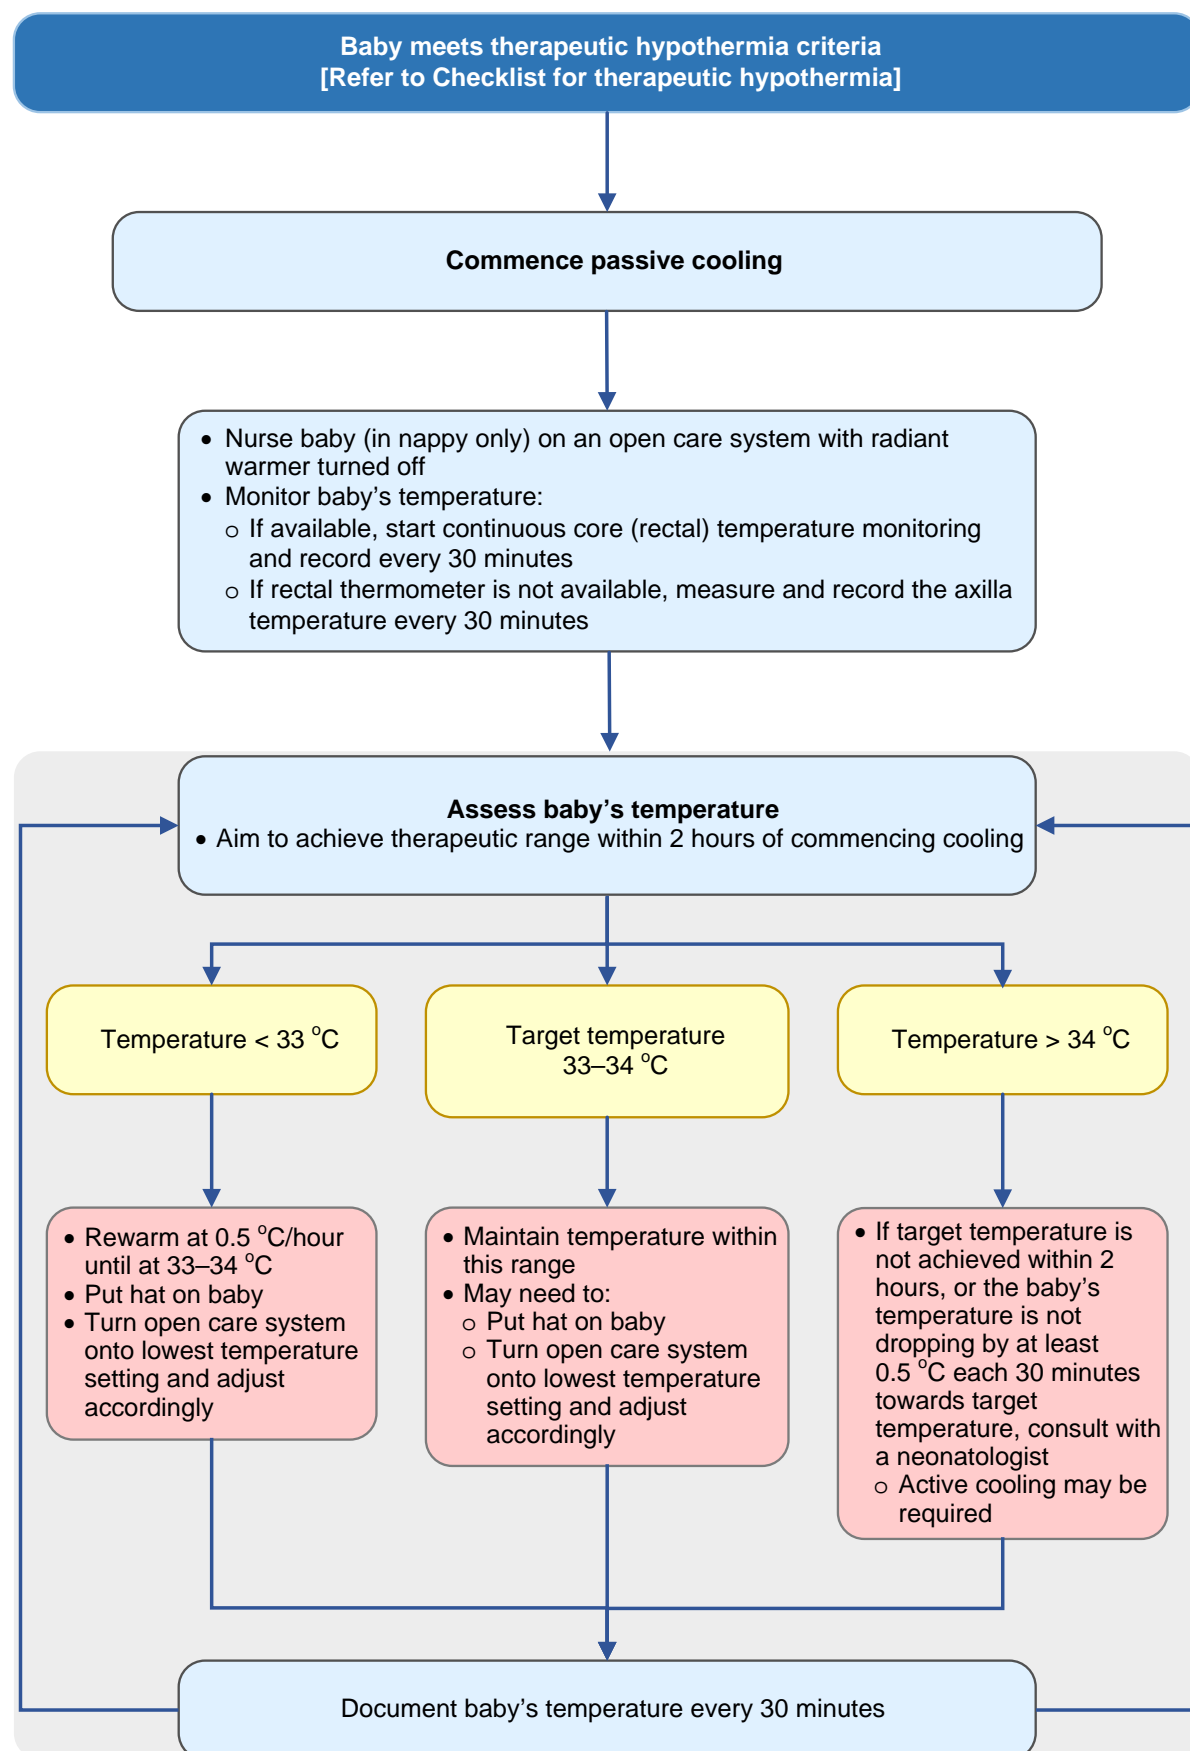 Baby meets therapeutic hypothermia criteria
[Refer to Checklist for therapeutic hypothermia]
Commence passive cooling
• Nurse baby (in nappy only) on an open care system with radiant
warmer turned off
• Monitor baby’s temperature:
o If available, start continuous core (rectal) temperature monitoring
and record every 30 minutes
o If rectal thermometer is not available, measure and record the axilla
temperature every 30 minutes
Assess baby’s temperature
• Aim to achieve therapeutic range within 2 hours of commencing cooling
Temperature < 33 °C
Target temperature
33–34 °C
Temperature > 34 °C
• Rewarm at 0.5 °C/hour
until at 33–34 °C
• Put hat on baby
• Turn open care system
onto lowest temperature
setting and adjust
accordingly
• Maintain temperature within
this range
• May need to:
o Put hat on baby
o Turn open care system
onto lowest temperature
setting and adjust
accordingly
• If target temperature is
not achieved within 2
hours, or the baby’s
temperature is not
dropping by at least
0.5 °C each 30 minutes
towards target
temperature, consult with
a neonatologist
o Active cooling may be
required
Document baby’s temperature every 30 minutes